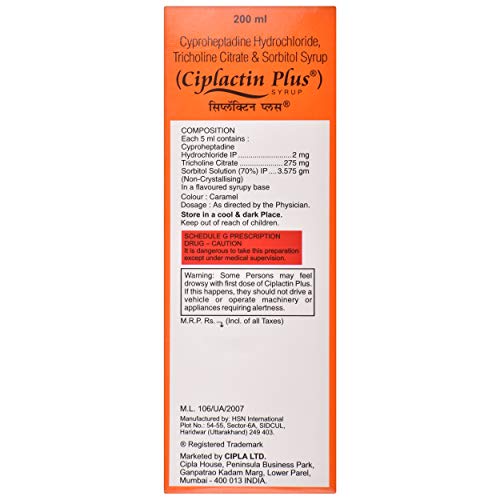 200 ml
Cyproheptadine Hydrochloride,
Tricholine Citrate & Sorbitol Syrup
(Ciplactin Plus®)
SYRUP
सिप्लॅक्टिन प्लस®
COMPOSITION
Each 5 ml contains :
Cyproheptadine
Hydrochloride IP......................2 mg
Tricholine Citrate .................275 mg
Sorbitol Solution (70%) IP....3.575 gm
(Non-Crystallising)
In a flavoured syrupy base
Colour : Caramel
Dosage : As directed by the Physician.
Store in a cool & dark Place.
Keep out of reach of children.
SCHEDULE G PRESCRIPTION
DRUG – CAUTION
It is dangerous to take this preparation
except under medical supervision.
Warning: Some Persons may feel
drowsy with first dose of Ciplactin Plus.
If this happens, they should not drive a
vehicle or operate machinery or
appliances requiring alertness.
M.R.P. Rs. (Incl. of all Taxes)
M.L. 106/UA/2007
Manufactured by: HSN International
Plot No.: 54-55, Sector-6A, SIDCUL,
Haridwar (Uttarakhand) 249 403.
® Registered Trademark
Marketed by CIPLA LTD.
Cipla House, Peninsula Business Park,
Ganpatrao Kadam Marg, Lower Parel,
Mumbai - 400 013 INDIA.